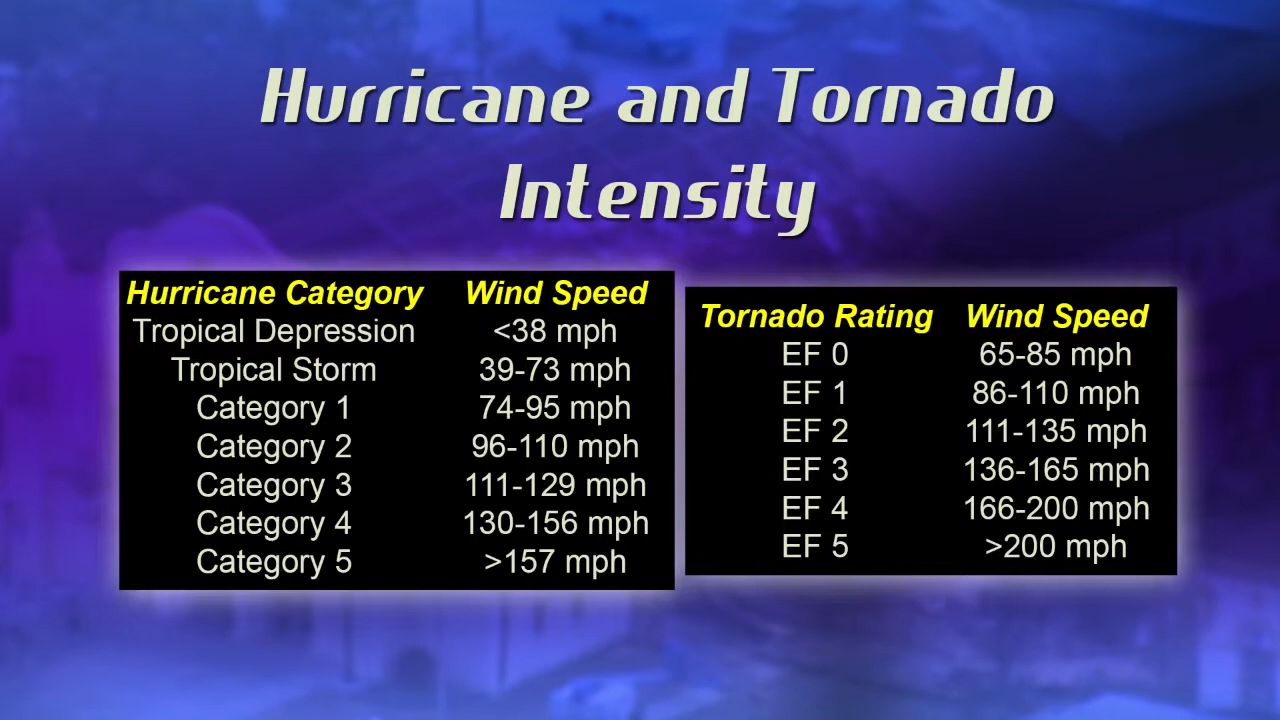 Hurricane and Tornado
Intensity
Hurricane Category Wind Speed
Tropical Depression <38 mph
Tropical Storm 39-73 mph
Category 1 74-95 mph
Category 2 96-110 mph
Category 3 111-129 mph
Category 4 130-156 mph
Category 5 >157 mph
Tornado Rating Wind Speed
EF 0 65-85 mph
EF 1 86-110 mph
EF 2 111-135 mph
EF 3 136-165 mph
EF 4 166-200 mph
EF 5 >200 mph